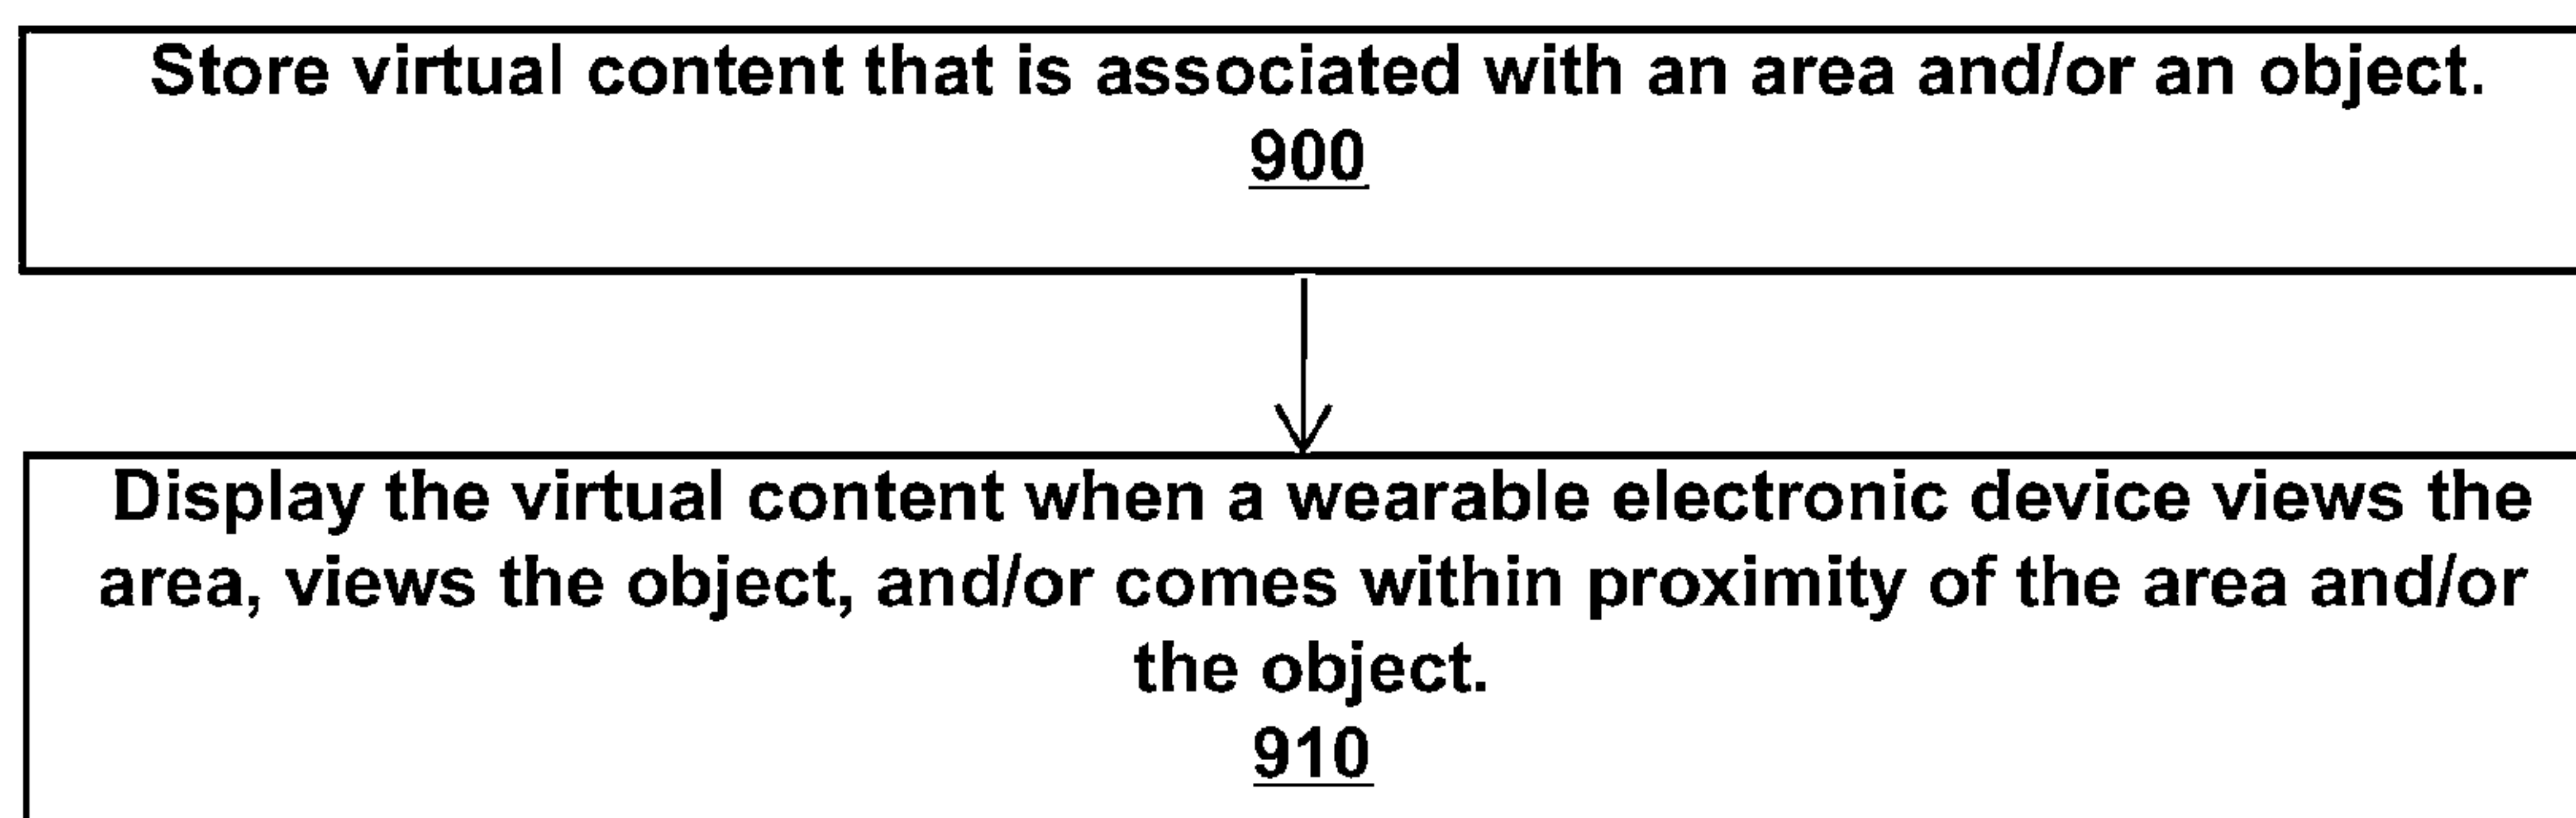 Store virtual content that is associated with an area and/or an object.
900
Display the virtual content when a wearable electronic device views the
area, views the object, and/or comes within proximity of the area and/or
the object.
910